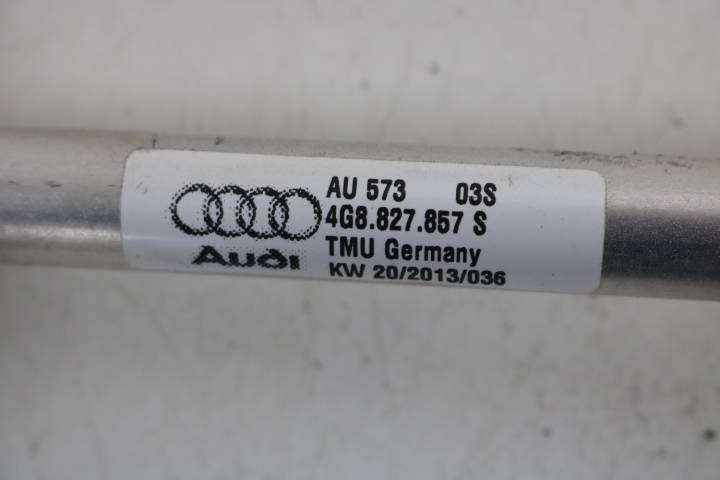 AU 573 03S
4G8.827.857 S
TMU Germany
KW 20/2013/036
Audi